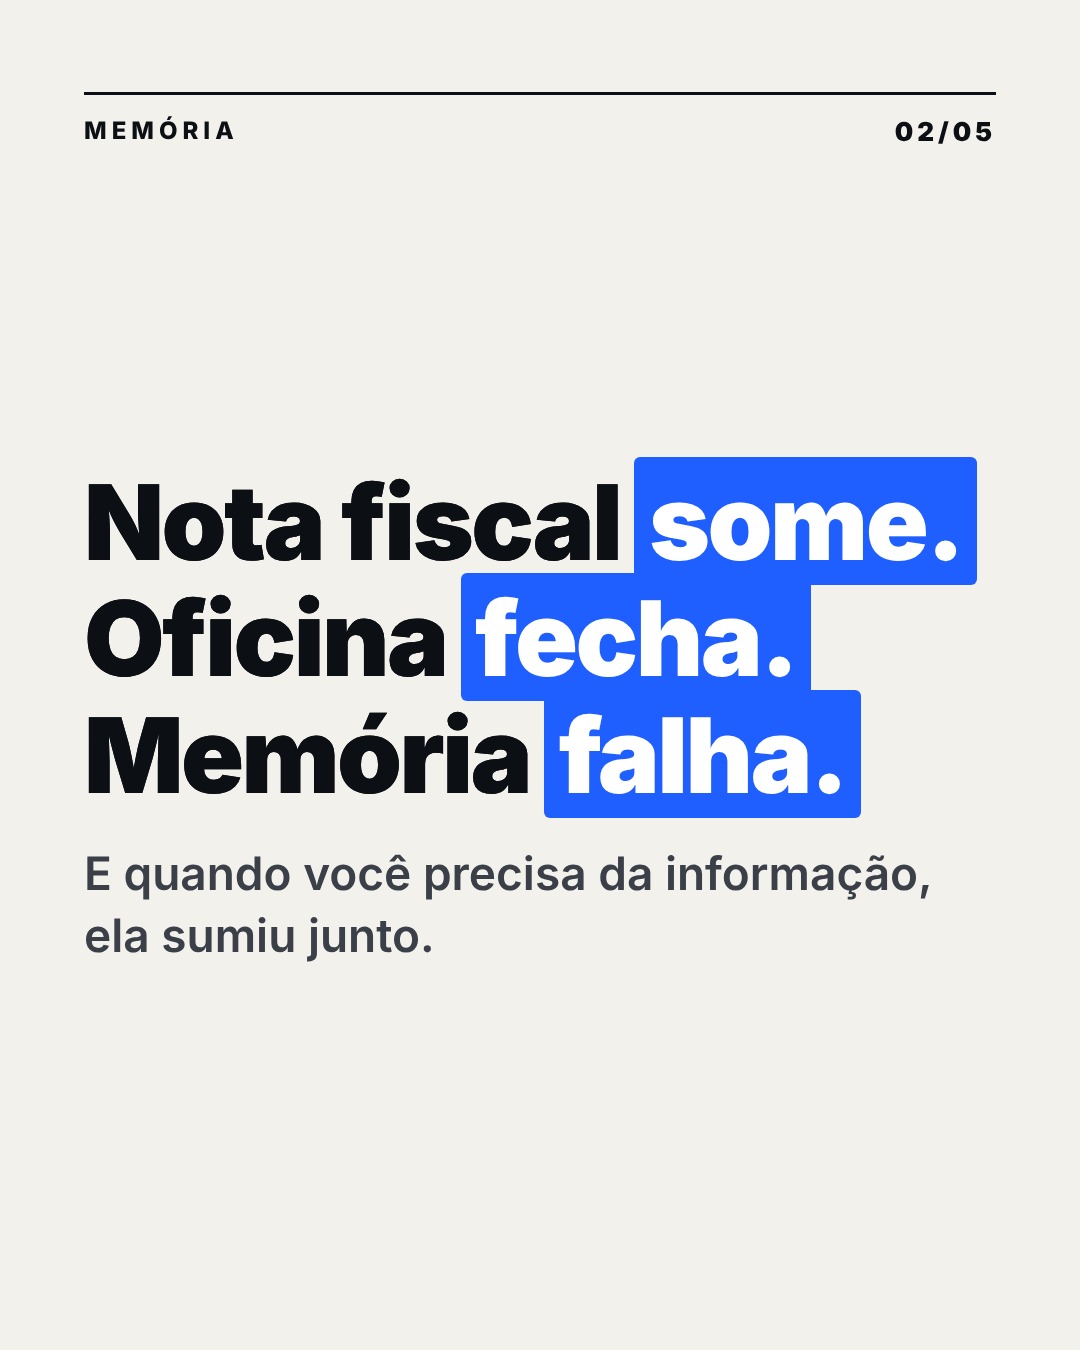 MEMÓRIA
02/05
Nota fiscal some.
Oficina fecha.
Memória falha.
E quando você precisa da informação,
ela sumiu junto.